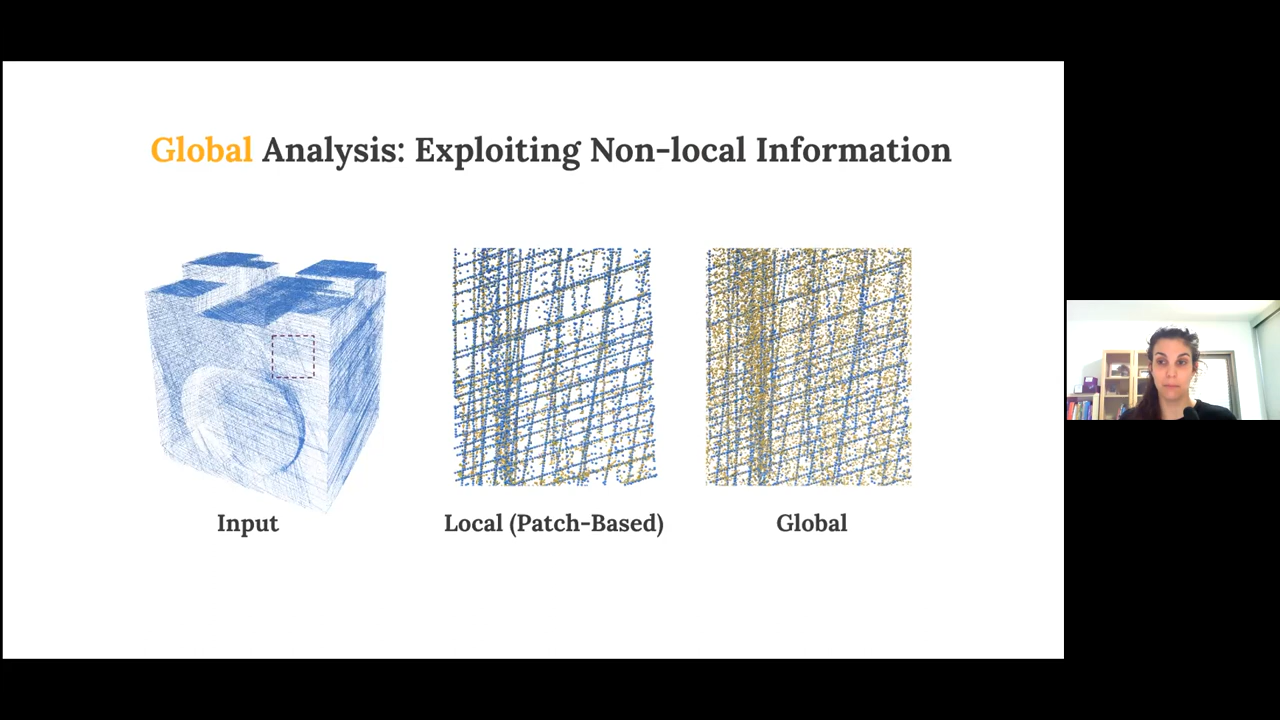 Global Analysis: Exploiting Non-local Information
Input
Local (Patch-Based)
Global